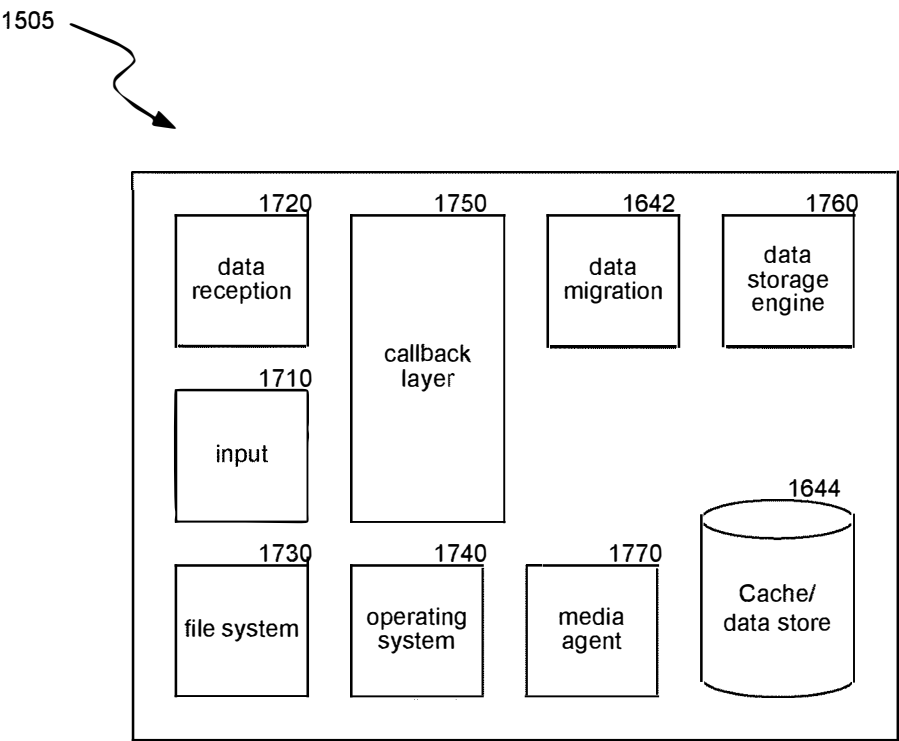 1505
1720
data
reception
1750
callback
layer
1642
data
migration
1760
data
storage
engine
1710
input
1644
Cache/
data store
1730
file system
1740
operating
system
1770
media
agent